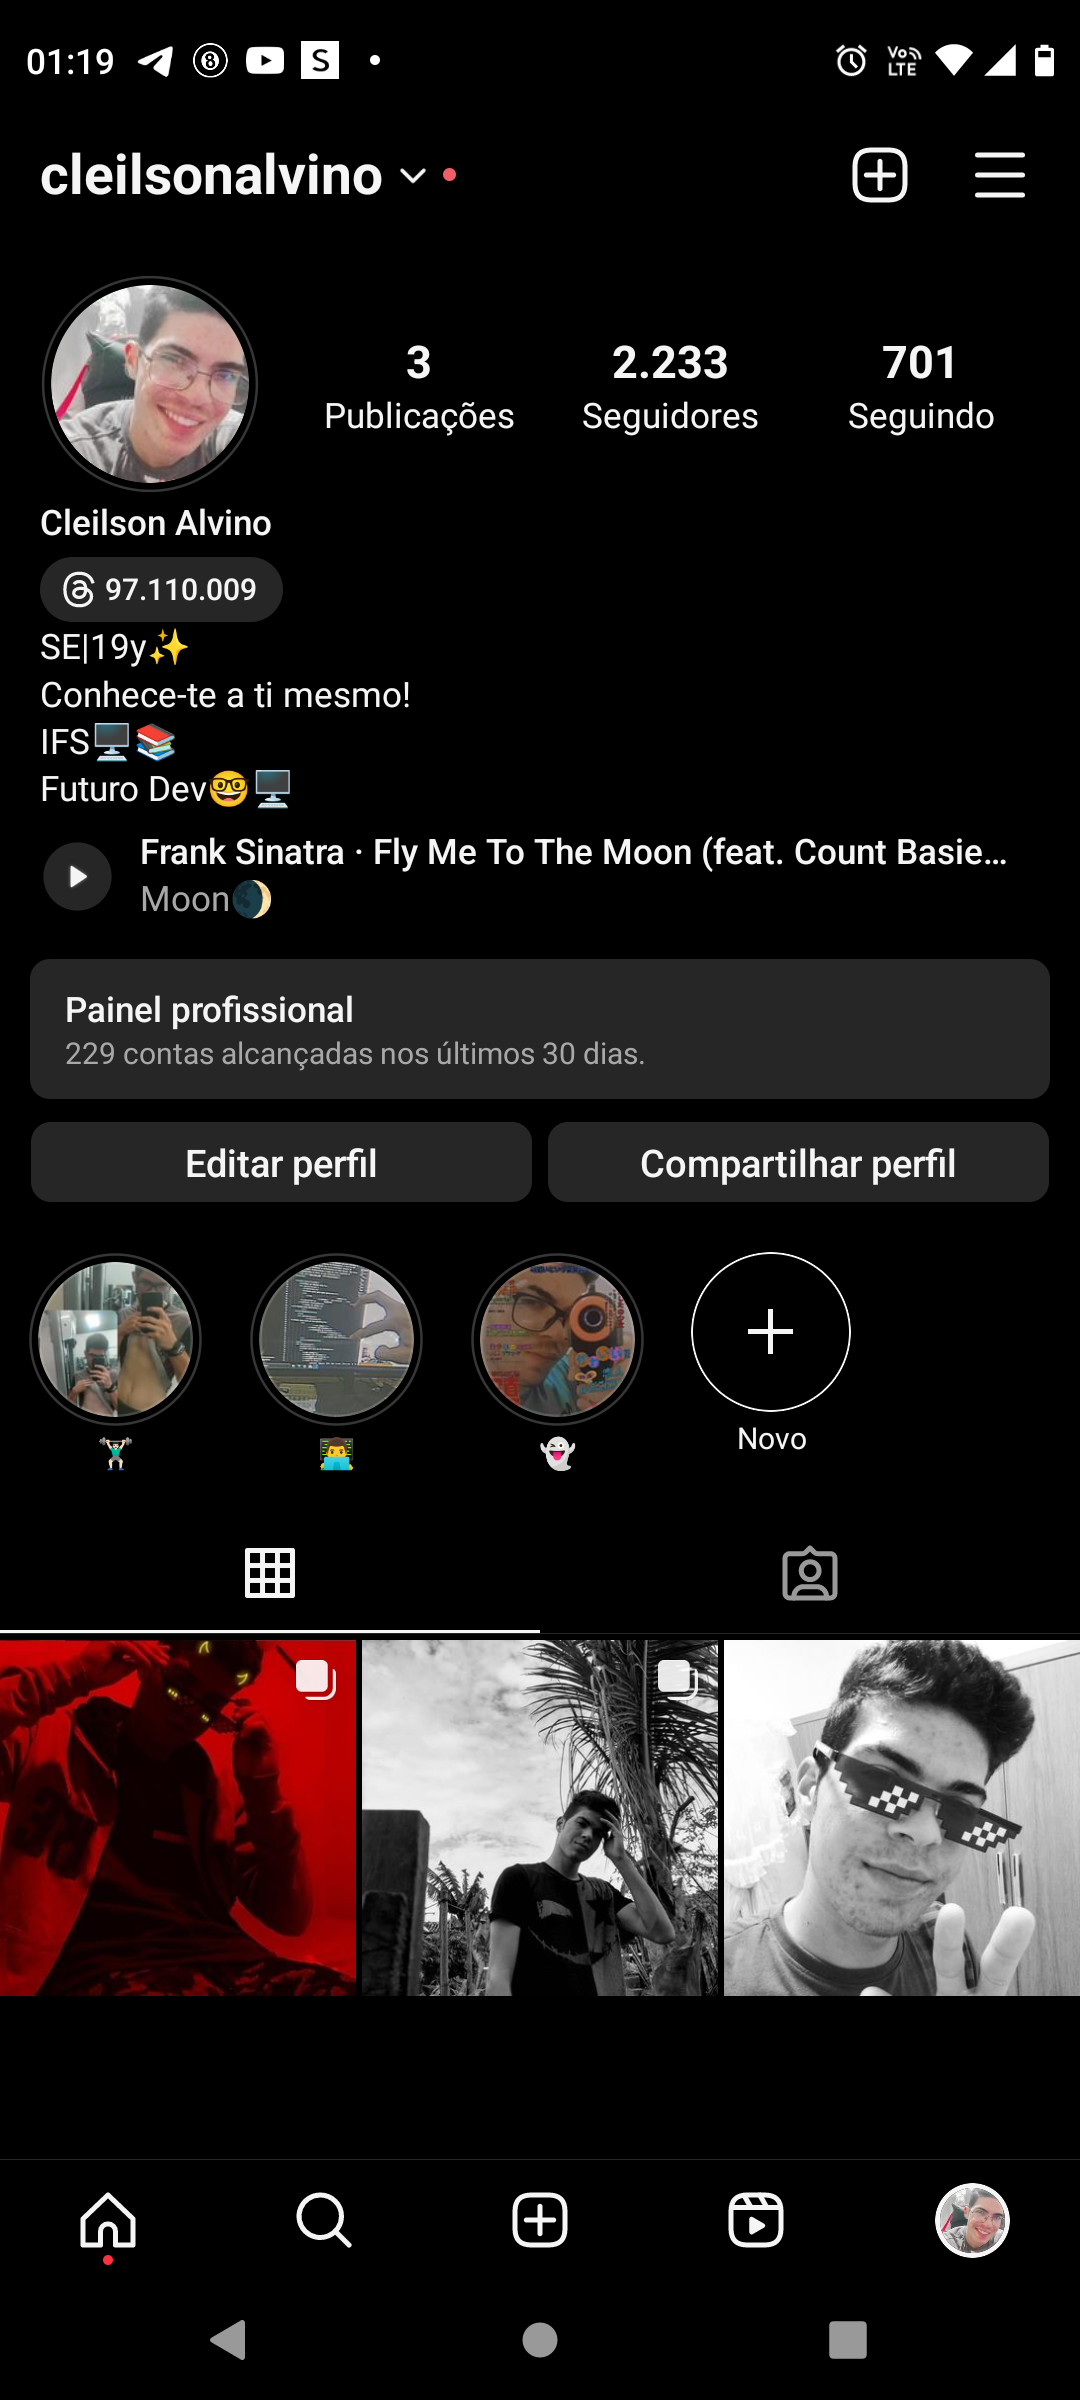 01:19
S
Vo LTE
cleilsonalvino
3
2.233
701
Publicações
Seguidores
Seguindo
Cleilson Alvino
97.110.009
SE|19y✨
Conhece-te a ti mesmo!
IFS🖥️📚
Futuro Dev🤓🖥️
Frank Sinatra · Fly Me To The Moon (feat. Count Basie...
Moon🌒
Painel profissional
229 contas alcançadas nos últimos 30 dias.
Editar perfil
Compartilhar perfil
Novo